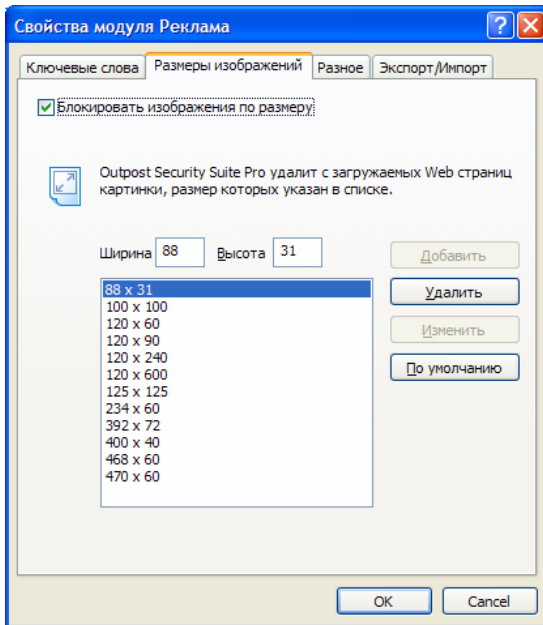 Свойства модуля Реклама
Ключевые слова Размеры изображений Разное Экспорт/Импорт
Блокировать изображения по размеру
Outpost Security Suite Pro удалит с загружаемых Web страниц
картинки, размер которых указан в списке.
Ширина 88 Высота 31 Добавить
88 x 31 Удалить
100 x 100
120 x 60 Изменить
120 x 90
120 x 240 По умолчанию
120 x 600
125 x 125
234 x 60
392 x 72
400 x 40
468 x 60
470 x 60
OK Cancel